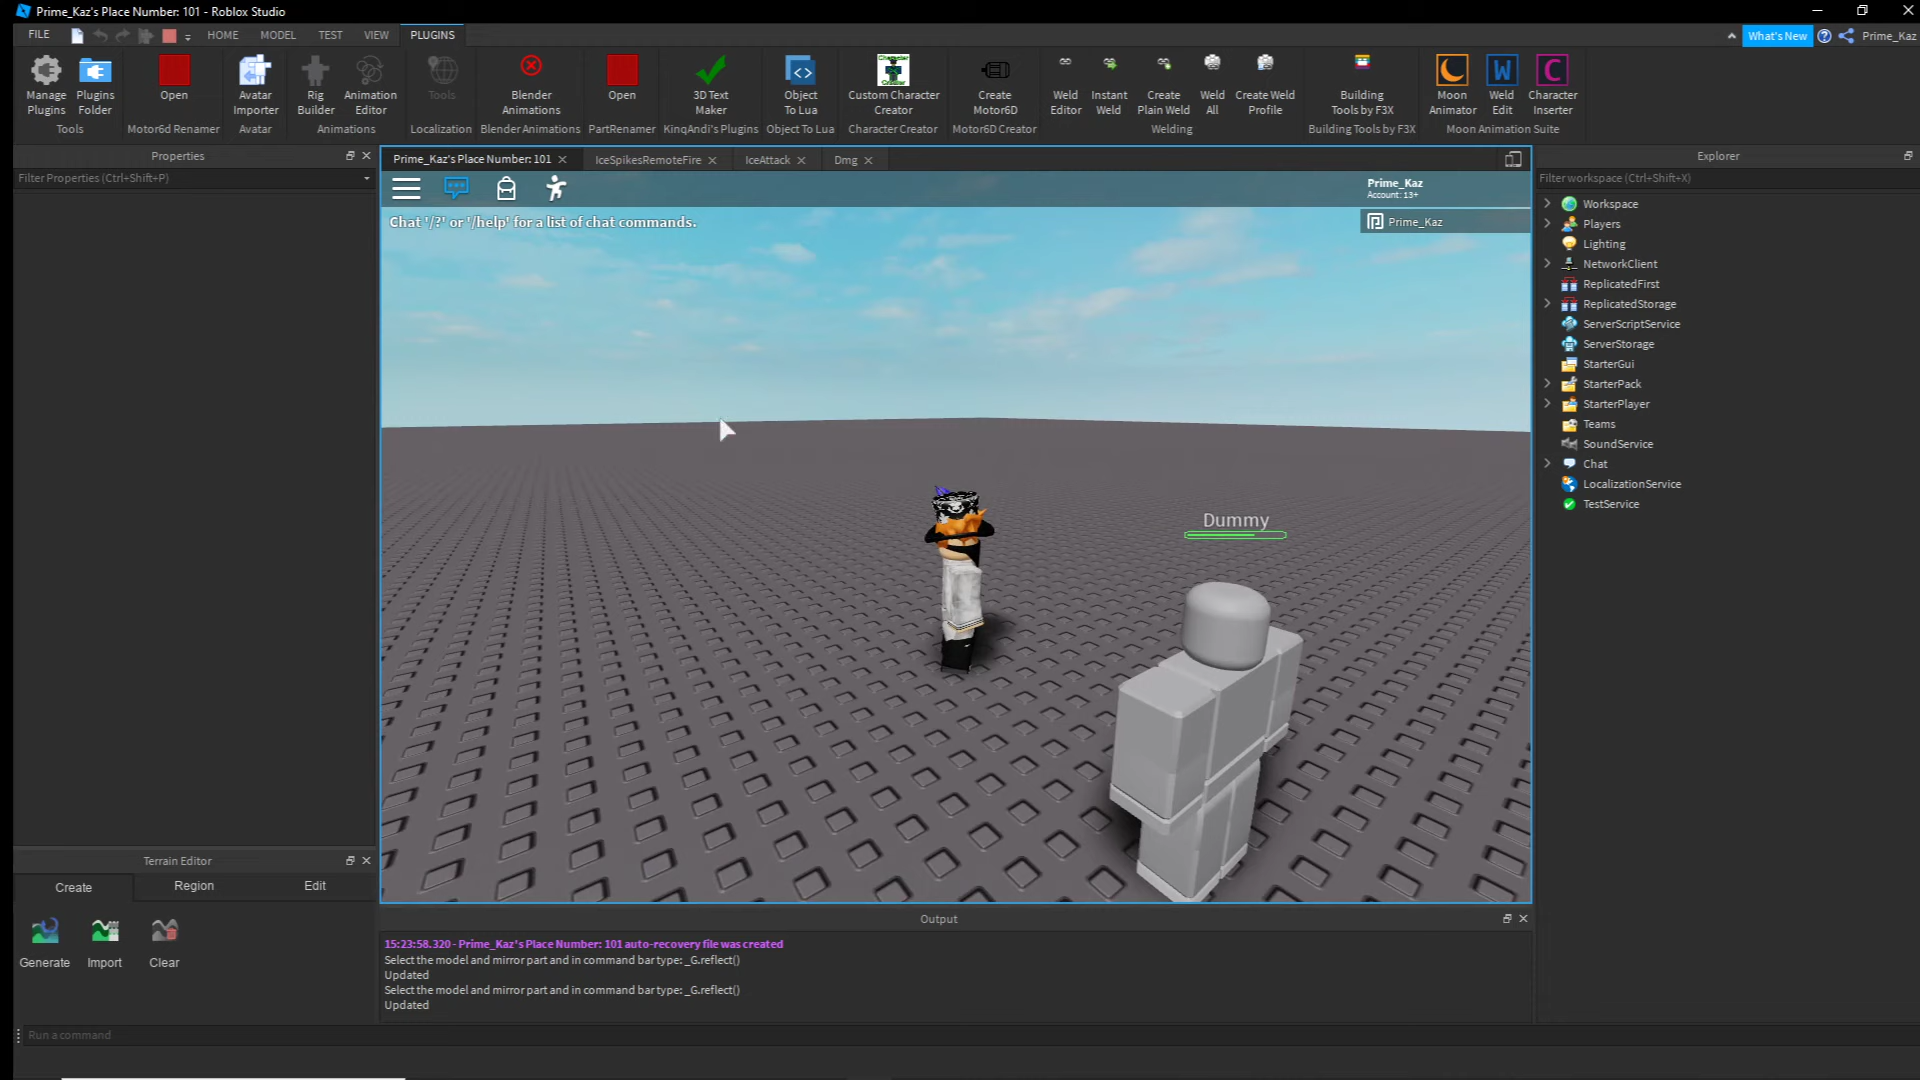 Prime_Kaz's Place Number: 101 - Roblox Studio
FILE HOME MODEL TEST VIEW PLUGINS What's New Prime_Kaz
Manage Plugins
Plugins Folder
Tools
Open
Motor6d Renamer
Avatar Importer
Avatar
Rig Builder
Animation Editor
Animations
Tools
Localization
Blender Animations
Blender Animations
Open
PartRenamer
3D Text Maker
KinqAndi's Plugins
Object To Lua
Object To Lua
Character Creator
Custom Character Creator
Character Creator
Create Motor6D
Motor6D Creator
Weld Editor
Instant Weld
Create Plain Weld
Weld All
Create Weld Profile
Welding
Building Tools by F3X
Building Tools by F3X
Moon Animator
W
Weld Edit
C
Character Inserter
Moon Animation Suite
Properties
Filter Properties (Ctrl+Shift+P)
Prime_Kaz's Place Number: 101 IceSpikesRemoteFire IceAttack Dmg
Prime_Kaz
Account: 13+
Chat '/?' or '/help' for a list of chat commands.
Prime_Kaz
Dummy
Explorer
Filter workspace (Ctrl+Shift+X)
Workspace
Players
Lighting
NetworkClient
ReplicatedFirst
ReplicatedStorage
ServerScriptService
ServerStorage
StarterGui
StarterPack
StarterPlayer
Teams
SoundService
Chat
LocalizationService
TestService
Terrain Editor
Create Region Edit
Generate Import Clear
Output
15:23:58.320 - Prime_Kaz's Place Number: 101 auto-recovery file was created
Select the model and mirror part and in command bar type: _G.reflect()
Updated
Select the model and mirror part and in command bar type: _G.reflect()
Updated
Run a command